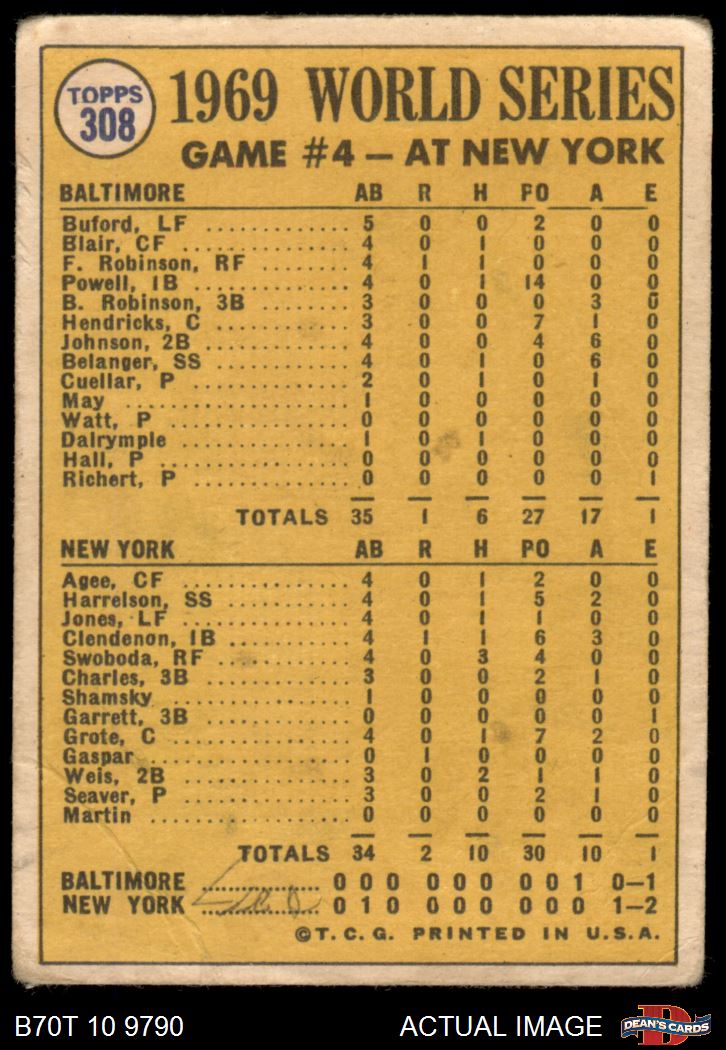 TOPPS
308
1969 WORLD SERIES
GAME #4 — AT NEW YORK
BALTIMORE AB R H PO A E
Buford, LF .............. 5 0 0 2 0 0
Blair, CF ................ 4 0 1 0 0 0
F. Robinson, RF ........ 4 1 1 0 0 0
Powell, 1B .............. 4 0 1 14 0 0
B. Robinson, 3B ........ 3 0 0 0 3 0
Hendricks, C ............ 3 0 0 7 1 0
Johnson, 2B ............ 4 0 0 4 6 0
Belanger, SS ............ 4 0 1 0 6 0
Cuellar, P .............. 2 0 1 0 1 0
May .................... 1 0 0 0 0 0
Watt, P ................ 0 0 0 0 0 0
Dalrymple .............. 1 0 1 0 0 0
Hall, P ................ 0 0 0 0 0 0
Richert, P .............. 0 0 0 0 0 1
TOTALS 35 1 6 27 17 1
NEW YORK AB R H PO A E
Agee, CF ................ 4 0 1 2 0 0
Harrelson, SS .......... 4 0 1 5 2 0
Jones, LF .............. 4 0 1 1 0 0
Clendenon, 1B .......... 4 1 1 6 3 0
Swoboda, RF ............ 4 0 3 4 0 0
Charles, 3B ............ 3 0 0 2 1 0
Shamsky ................ 1 0 0 0 0 0
Garrett, 3B ............ 0 0 0 0 0 1
Grote, C ................ 4 0 1 7 2 0
Gaspar ................ 0 1 0 0 0 0
Weis, 2B .............. 3 0 2 1 1 0
Seaver, P .............. 3 0 0 2 1 0
Martin ................ 0 0 0 0 0 0
TOTALS 34 2 10 30 10 1
BALTIMORE .............. 0 0 0 0 0 0 0 0 1 0—1
NEW YORK .............. 0 1 0 0 0 0 0 0 0 1—2
©T.C.G. PRINTED IN U.S.A.
B70T 10 9790 ACTUAL IMAGE DEAN'S CARDS